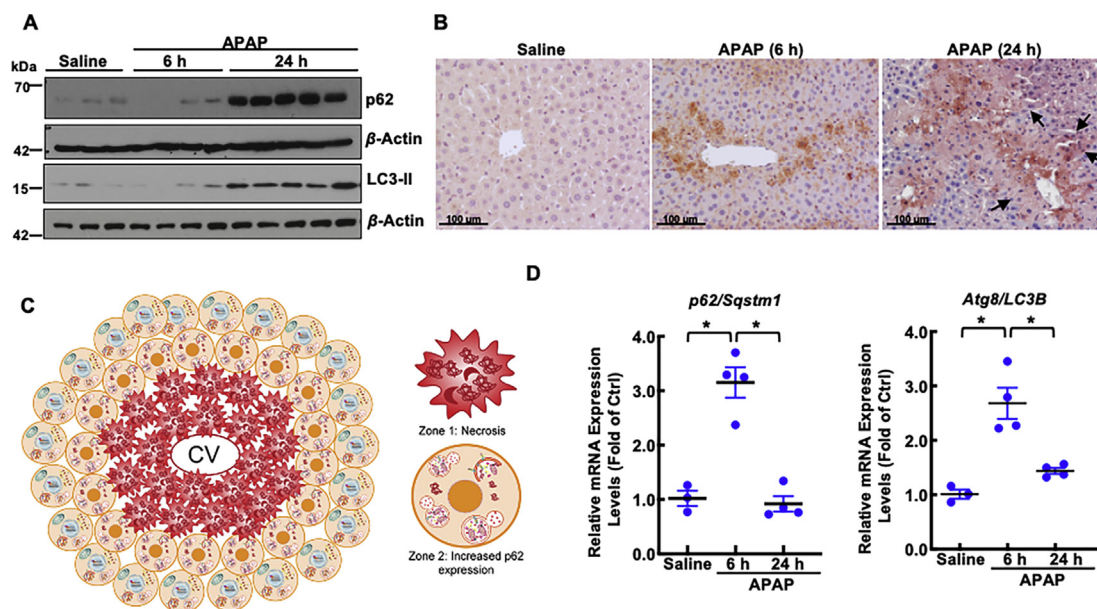 A
APAP
Saline
6 h
24 h
kDa
70
p62
42
β-Actin
15
LC3-II
42
β-Actin
B
Saline
APAP (6 h)
APAP (24 h)
100 um
100 um
100 um
C
CV
Zone 1: Necrosis
Zone 2: Increased p62
expression
D
p62/Sqstm1
Relative mRNA Expression
Levels (Fold of Ctrl)
4.0
3.0
2.0
1.0
0.0
*
*
Saline
6 h
24 h
APAP
Atg8/LC3B
Relative mRNA Expression
Levels (Fold of Ctrl)
4.0
3.0
2.0
1.0
0.0
*
*
Saline
6 h
24 h
APAP